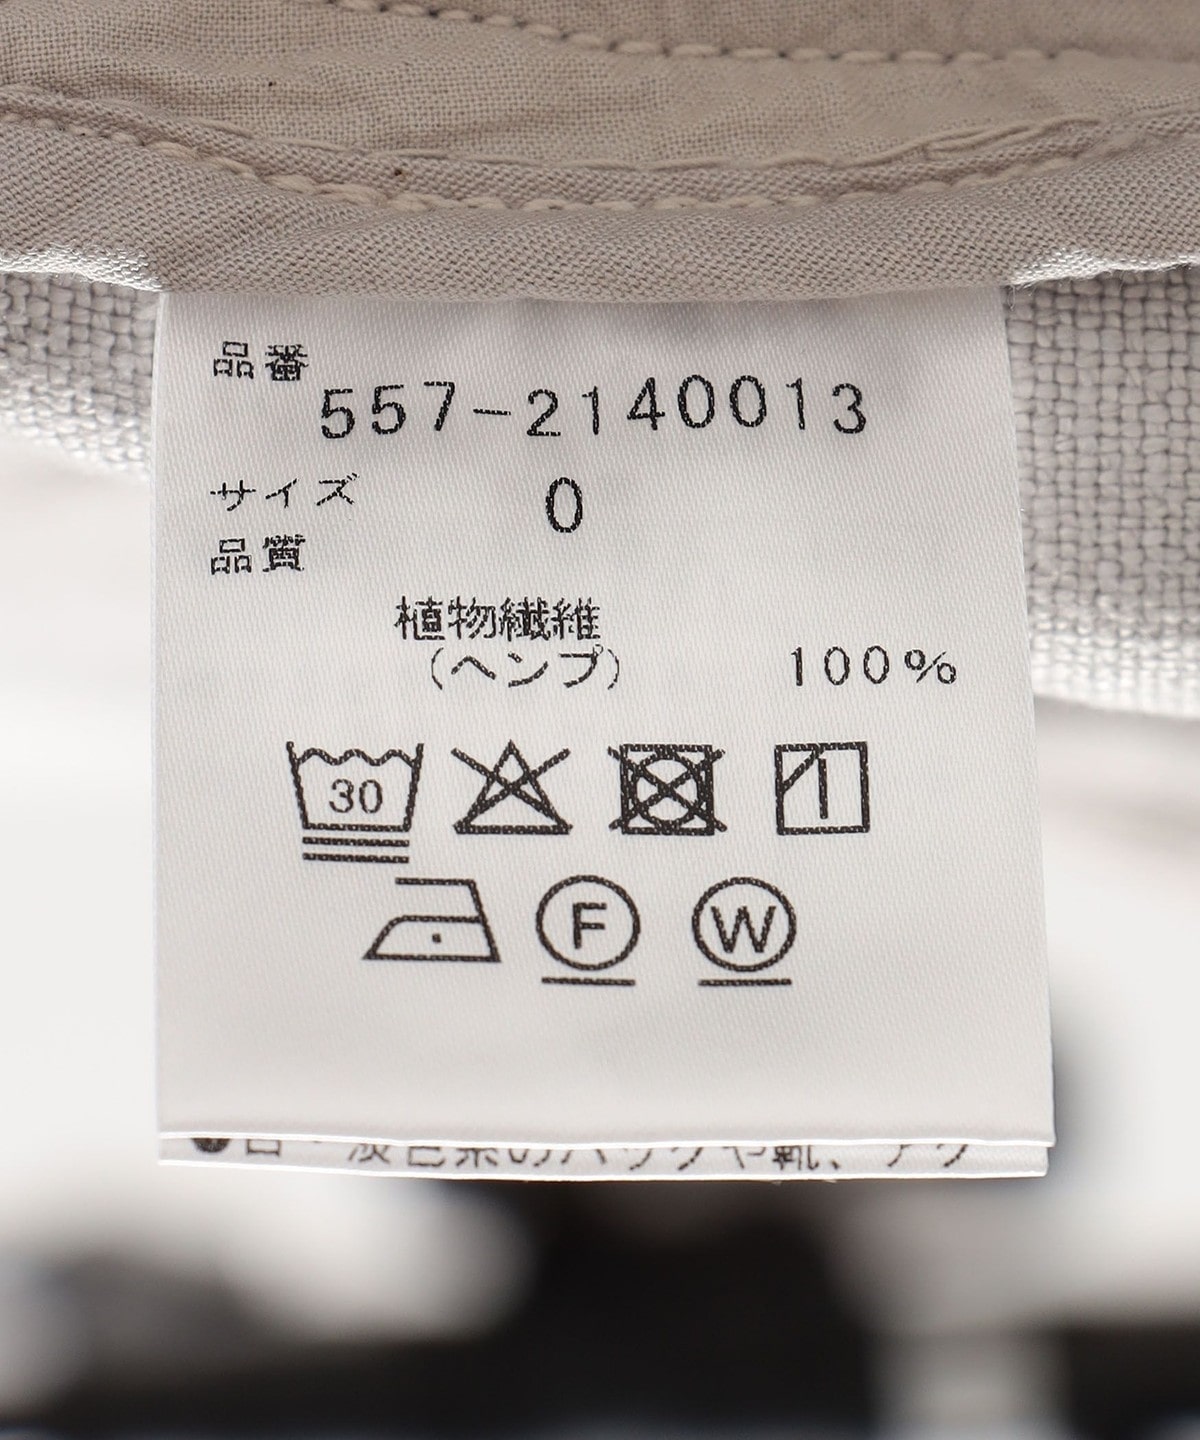 品番
557-2140013
サイズ 0
品質
植物繊維
(ヘンプ) 100%
30
F W